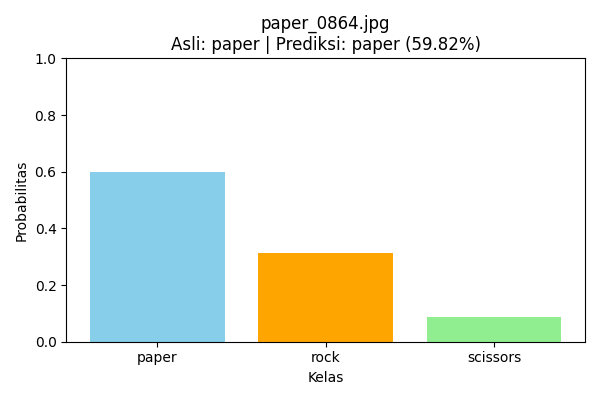 paper_0864.jpg
Asli: paper | Prediksi: paper (59.82%)
1.0
0.8
0.6
0.4
0.2
0.0
Probabilitas
paper rock scissors
Kelas